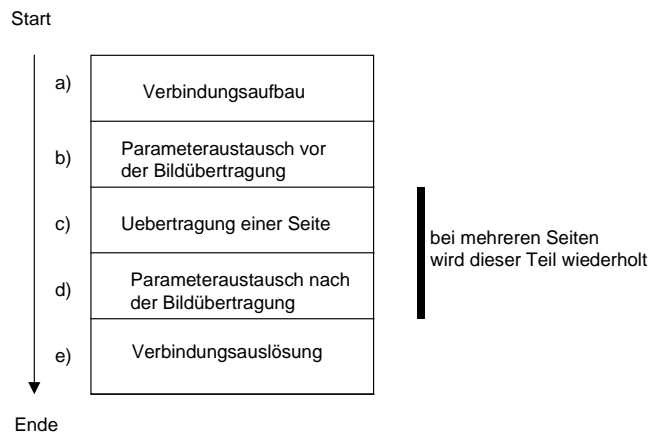 Start
a)
Verbindungsaufbau
b)
Parameteraustausch vor
der Bildübertragung
c)
Uebertragung einer Seite
bei mehreren Seiten
wird dieser Teil wiederholt
d)
Parameteraustausch nach
der Bildübertragung
e)
Verbindungsauslösung
Ende